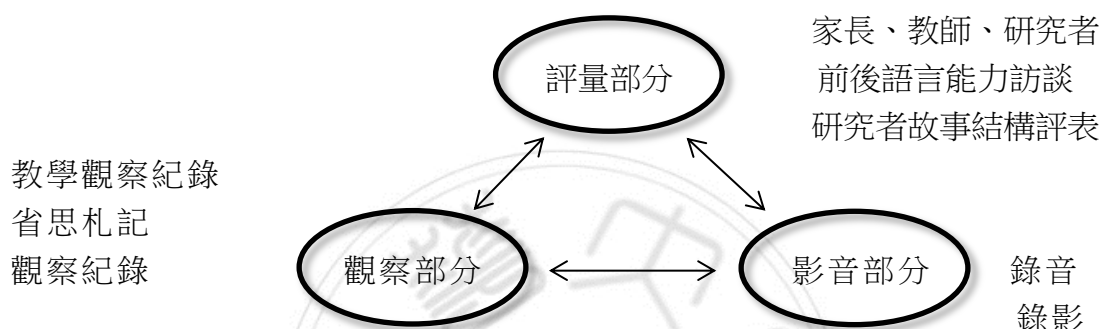 家長、教師、研究者
評量部分
前後語言能力訪談
研究者故事結構評表
教學觀察紀錄
省思札記
觀察紀錄
觀察部分
影音部分
錄音
錄影